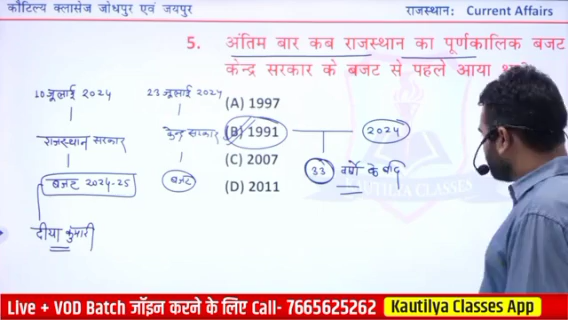 कौटिल्य क्लासेज जोधपुर एवं जयपुर
राजस्थान: Current Affairs
5. अंतिम बार कब राजस्थान का पूर्णकालिक बजट
केन्द्र सरकार के बजट से पहले आया
(A) 1997
(B) 1991
(C) 2007
(D) 2011
10 जूलाई 2024
राजस्थान सरकार
बजट 2024-25
दीया कुमारी
23 जूलाई 2024
केन्द्र सरकार
बजट
2024
33 वर्षो के बाद
KAUTILYA CLASSES
Live + VOD Batch जॉइन करने के लिए Call- 7665625262
Kautilya Classes App